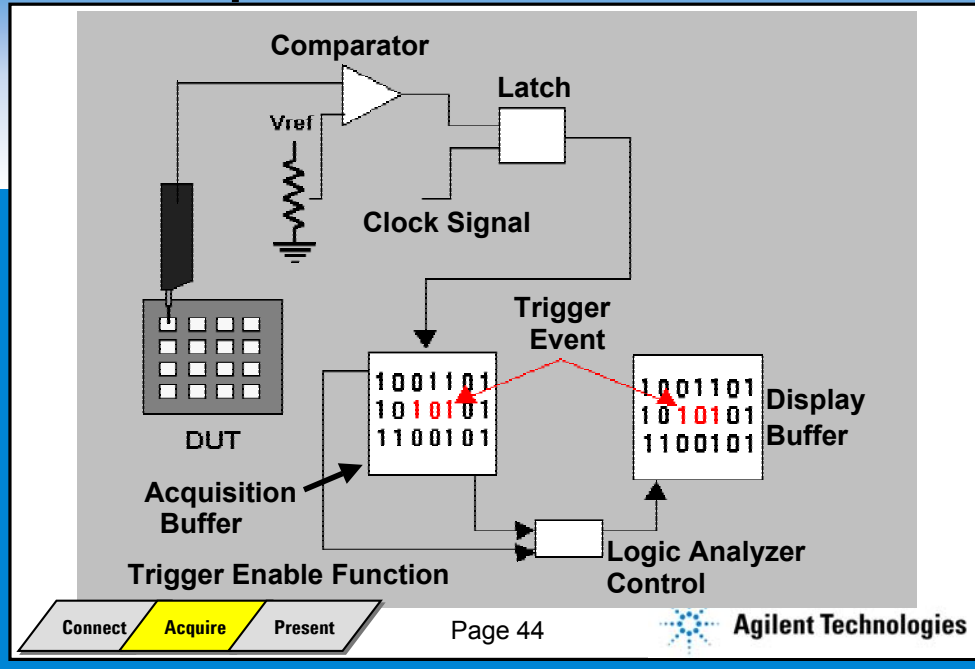 Comparator
Latch
Vref
Clock Signal
Trigger
Event
1001101
1010101
1100101
1001101
1010101
1100101
Display
Buffer
DUT
Acquisition
Buffer
Logic Analyzer
Control
Trigger Enable Function
Connect
Acquire
Present
Page 44
Agilent Technologies